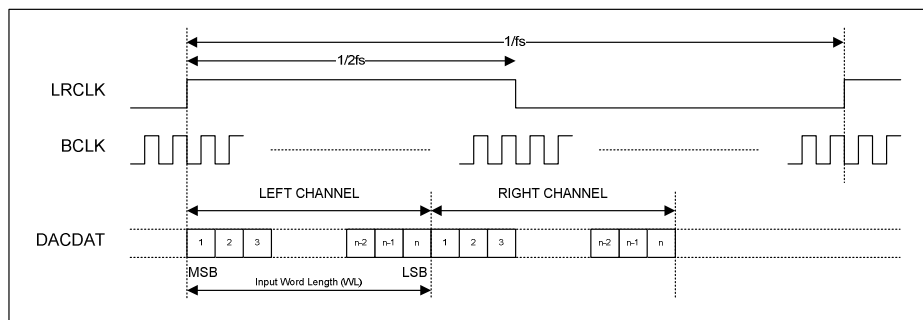 1/fs
1/2fs
LRCLK
BCLK
LEFT CHANNEL RIGHT CHANNEL
DACDAT 1 2 3 n-2 n-1 n 1 2 3 n-2 n-1 n
MSB LSB
Input Word Length (WL)